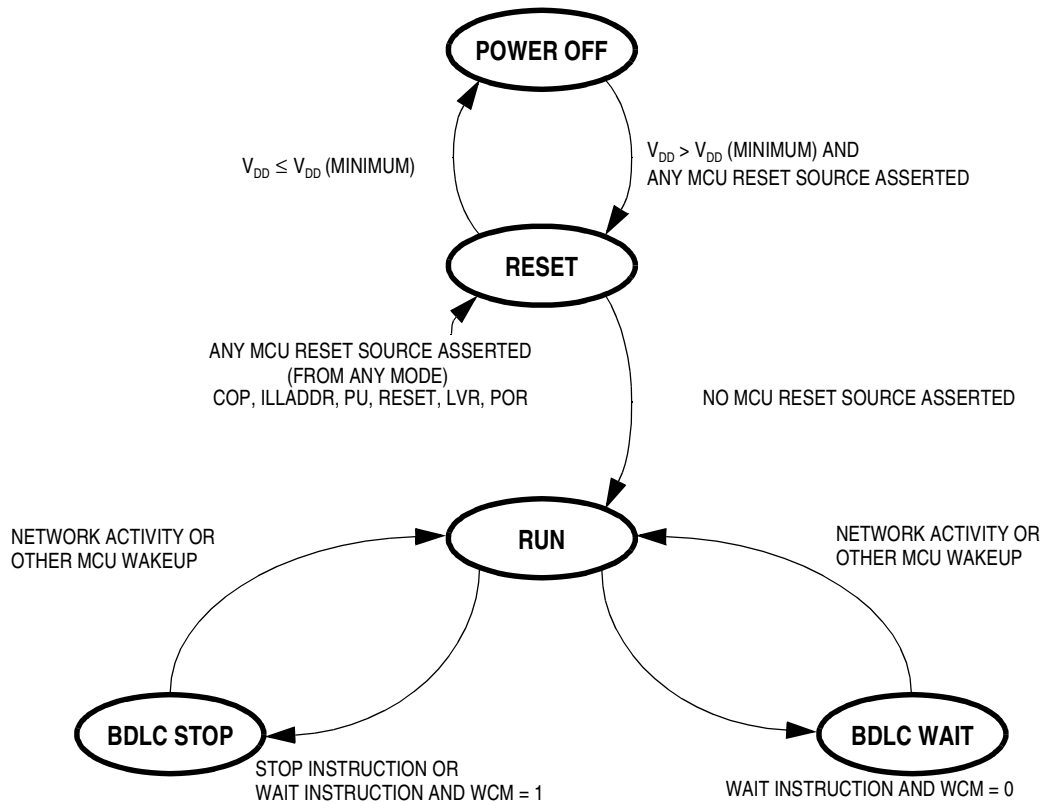 POWER OFF
V_DD ≤ V_DD (MINIMUM)
V_DD > V_DD (MINIMUM) AND
ANY MCU RESET SOURCE ASSERTED
RESET
ANY MCU RESET SOURCE ASSERTED
(FROM ANY MODE)
COP, ILLADDR, PU, RESET, LVR, POR
NO MCU RESET SOURCE ASSERTED
NETWORK ACTIVITY OR
OTHER MCU WAKEUP
RUN
NETWORK ACTIVITY OR
OTHER MCU WAKEUP
BDLC STOP
BDLC WAIT
STOP INSTRUCTION OR
WAIT INSTRUCTION AND WCM = 1
WAIT INSTRUCTION AND WCM = 0